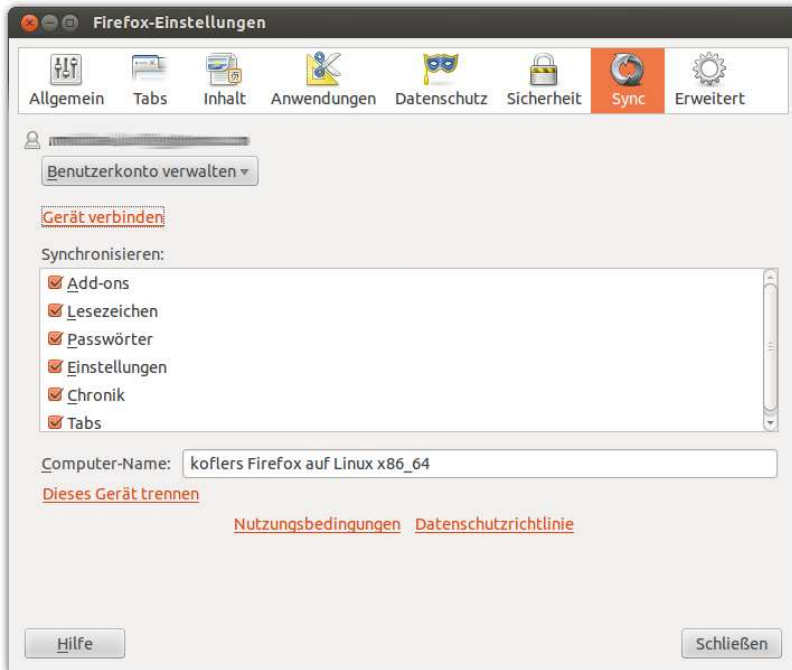 Firefox-Einstellungen
Allgemein Tabs Inhalt Anwendungen Datenschutz Sicherheit Sync Erweitert
Benutzerkonto verwalten
Gerät verbinden
Synchronisieren:
Add-ons
Lesezeichen
Passwörter
Einstellungen
Chronik
Tabs
Computer-Name: koflers Firefox auf Linux x86_64
Dieses Gerät trennen
Nutzungsbedingungen Datenschutzrichtlinie
Hilfe Schließen